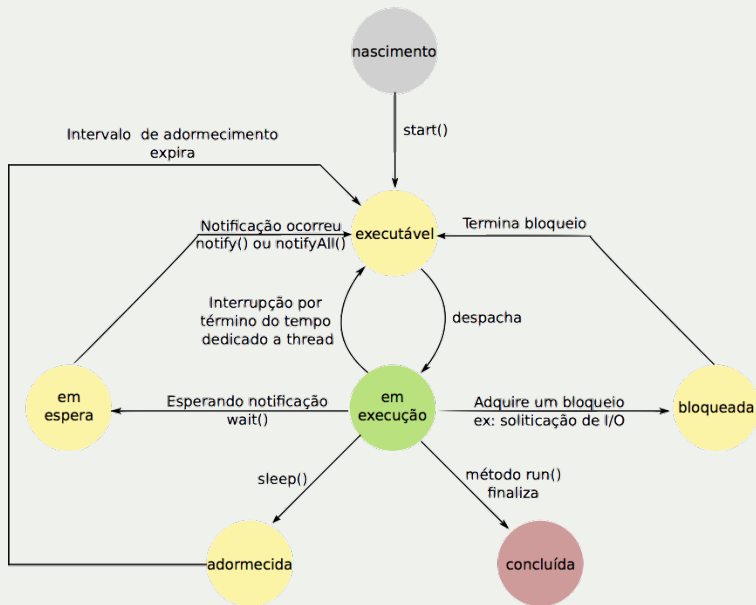 nascimento
start()
Intervalo de adormecimento
expira
executável
Notificação ocorreu
notify() ou notifyAll()
Termina bloqueio
Interrupção por
término do tempo
dedicado a thread
despacha
em
espera
Esperando notificação
wait()
em
execução
Adquire um bloqueio
ex: soliticação de I/O
bloqueada
sleep()
método run()
finaliza
adormecida
concluída